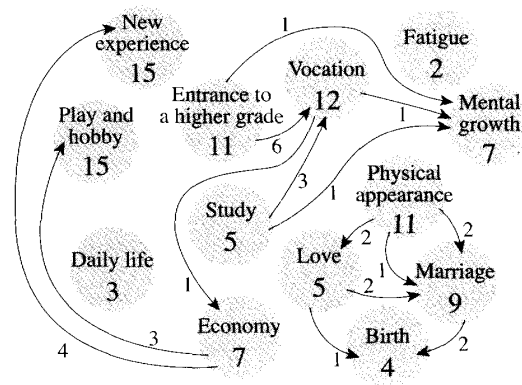 New
experience
15
1
Fatigue
2
Vocation
12
Entrance to
a higher grade
11
6
1
Mental
growth
7
Play and
hobby
15
3
1
Physical
appearance
11
Study
5
2
2
Love
5
1
2
Marriage
9
Daily life
3
1
Economy
7
3
4
Birth
4
1
2